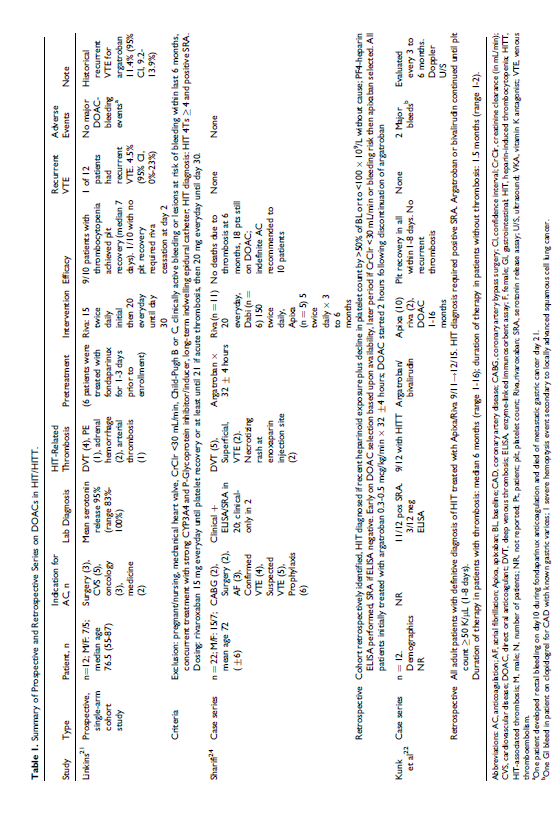 Table 1. Summary of Prospective and Retrospective Series on DOACs in HIT/HITT.
Study Type Patient, n Indication for AC, n Lab Diagnosis HIT-Related Thrombosis Pretreatment Intervention Efficacy Recurrent VTE Adverse Events Note
Linkins21 Prospective, single-arm cohort study
n=12; M/F: 7/5; median age 76.5 (55-87)
Surgery (3), CVS (5), oncology (3), medicine (2)
Mean serotonin release 95% (range 83% 100%)
DVT (4), PE (1), adrenal hemorrhage (2), arterial thrombosis (1)
(6 patients were treated with fondaparinux for 1-3 days prior to enrollment)
Riva: 15 twice daily initial then 20 everyday until day 30
9/10 patients with thrombocytopenia achieved plt recovery (median 7 days). 1/10 with no plt recovery required riva cessation at day 2
1 of 12 patients had recurrent VTE: 4.5% (95% CI, 0%-23%)
No major DOAC-bleeding eventsa
Historical recurrent VTE for argatroban 11.4% (95% CI, 9.2-13.9%)
Criteria Exclusion: pregnant/nursing, mechanical heart valve, CrCl <30 mL/min, Child-Pugh B or C, clinically active bleeding or lesions at risk of bleeding within last 6 months,
concurrent treatment with strong CYP3A4 and P-Glycoprotein inhibitor/inducer, long-term indwelling epidural catheter; HIT diagnosis: HIT 4Ts ≥ 4 and positive SRA.
Dosing: rivaroxaban 15 mg everyday until platelet recovery or at least until 21 if acute thrombosis, then 20 mg everyday until day 30.
Sharifi24 Case series
n = 22; M/F: 15/7; mean age 72 (±6)
CABG (2), Surgery (2), AF (3), Confirmed VTE (4), Suspected VTE (5), Prophylaxis (6)
Clinical + ELISA/SRA in 20; clinical-only in 2
DVT (5), Superficial, VTE (2), Necrotizing rash at enoxaparin injection site (2)
Argatroban × 32 ± 4 hours
Riva (n = 11) 20 everyday, Dabi (n = 6) 150 twice daily, Apixa (n = 5) 5 twice daily × 3 to 6 months
No deaths due to thrombosis at 6 months, 18 pts still on DOAC; indefinite AC recommended to 10 patients
None
None
Retrospective Cohort retrospectively identified, HIT diagnosed if recent heparinoid exposure plus decline in platelet count by >50% of BL or to <100 × 10⁹/L without cause; PF4-heparin
ELISA performed, SRA if ELISA negative. Early on DOAC selection based upon availability, later period if CrCl <30 mL/min or bleeding risk then apixaban selected. All
patients initially treated with argatroban 0.3-0.5 mcg/kg/min × 32 ±4 hours; DOAC started 2 hours following discontinuation of argatroban
Kunk et al22 Case series
n = 12. Demographics NR
NR
11/12 pos SRA. 3/12 neg ELISA
9/12 with HITT
Argatroban/ bivalirudin
Apixa (10) riva (2), DOAC 1-16 months
Plt recovery in all within 1-8 days. No recurrent thrombosis
None
2 Major bleedsb
Evaluated every 3 to 6 months. Doppler U/S
Retrospective All adult patients with definitive diagnosis of HIT treated with Apixa/Riva 9/11→12/15. HIT diagnosis required positive SRA. Argatroban or bivalirudin continued until plt
count ≥50 K/µL (1-8 days).
Duration of therapy in patients with thrombosis: median 6 months (range 1-16); duration of therapy in patients without thrombosis: 1.5 months (range 1-2).
Abbreviations: AC, anticoagulation; AF, atrial fibrillation; Apixa, apixaban; BL, baseline; CAD, coronary artery disease; CABG, coronary artery bypass surgery; CI, confidence interval; CrClr, creatinine clearance (in mL/min);
CVS, cardiovascular disease; DOAC, direct oral anticoagulant; DVT, deep venous thrombosis; ELISA, enzyme-linked immunosorbent assay; F, female; GI, gastrointestinal; HIT, heparin-induced thrombocytopenia; HITT,
HIT-associated thrombosis; M, male; N, number of patients; NR, not reported; Pt, patient; plt, platelet count; Riva, rivaroxaban; SRA, serotonin release assay; U/S, ultrasound; VKA, vitamin K antagonist; VTE, venous
thromboembolism.
aOne patient developed rectal bleeding on day10 during fondaparinux anticoagulation and died of metastatic gastric cancer day 21.
bOne GI bleed in patient on clopidogrel for CAD with known gastric varices; 1 severe hemoptysis event secondary to locally advanced squamous cell lung cancer.